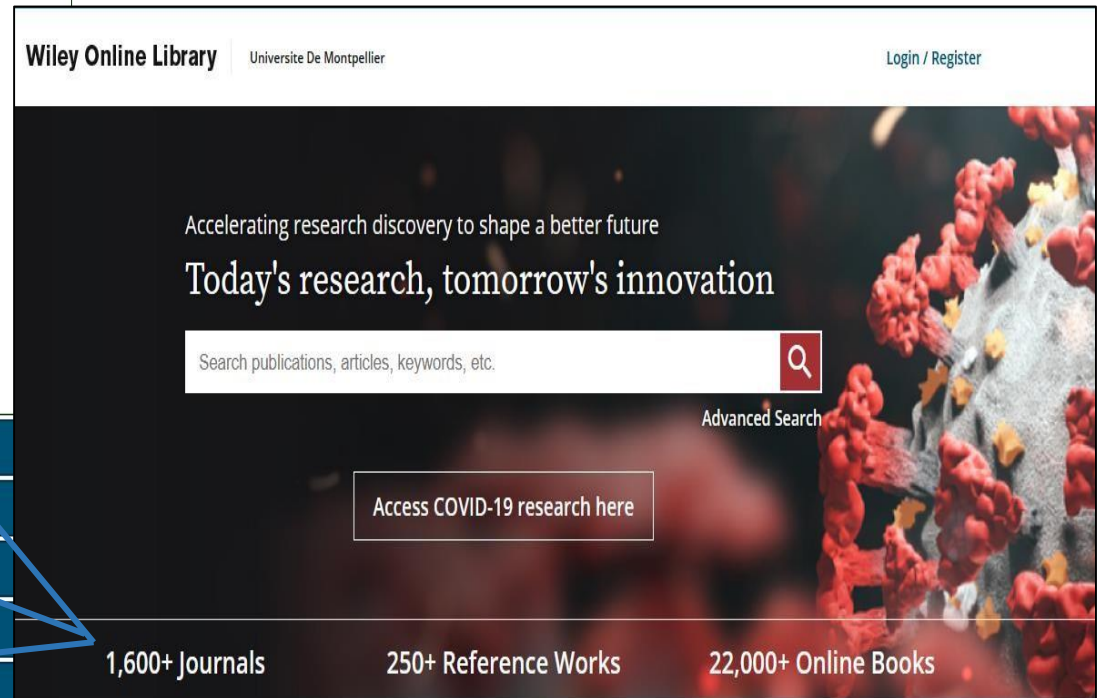 Wiley Online Library
Universite De Montpellier
Login / Register
Accelerating research discovery to shape a better future
Today's research, tomorrow's innovation
Search publications, articles, keywords, etc.
Advanced Search
Access COVID-19 research here
1,600+ Journals
250+ Reference Works
22,000+ Online Books